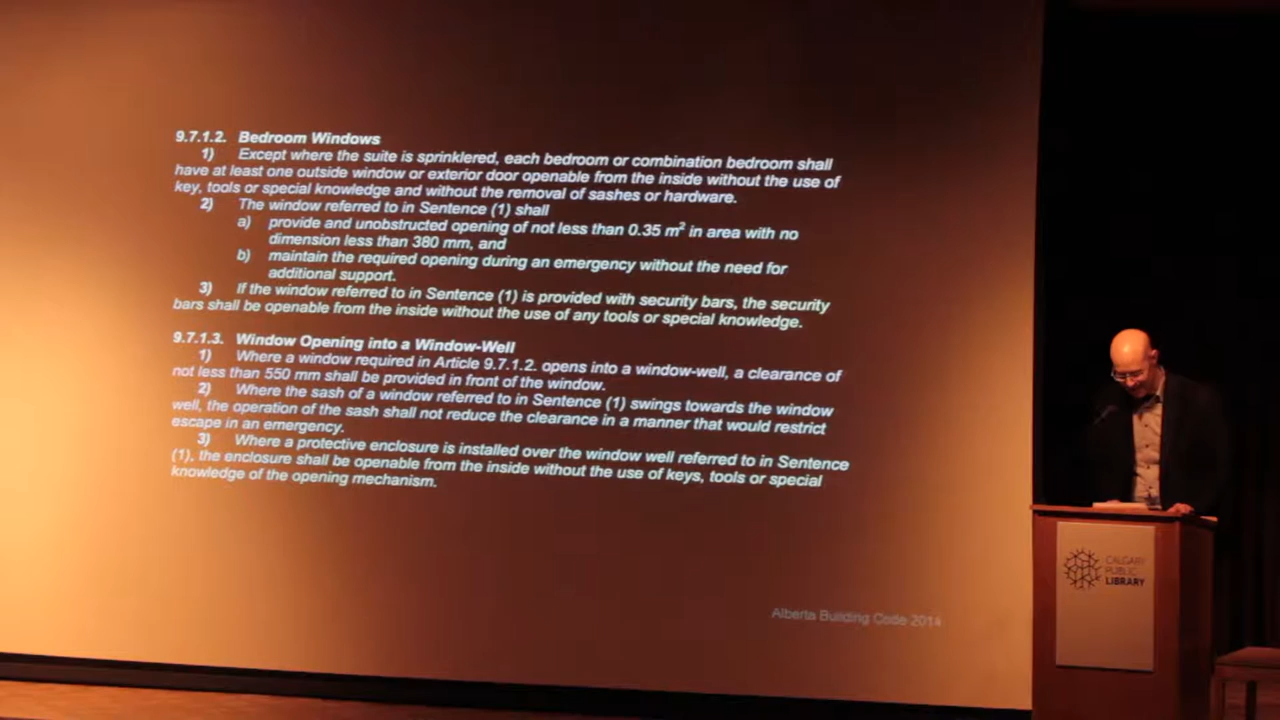 9.7.1.2. Bedroom Windows
1) Except where the suite is sprinklered, each bedroom or combination bedroom shall
have at least one outside window or exterior door openable from the inside without the use of
key, tools or special knowledge and without the removal of sashes or hardware.
2) The window referred to in Sentence (1) shall
a) provide and unobstructed opening of not less than 0.35 m² in area with no
dimension less than 380 mm, and
b) maintain the required opening during an emergency without the need for
additional support.
3) If the window referred to in Sentence (1) is provided with security bars, the security
bars shall be openable from the inside without the use of any tools or special knowledge.
9.7.1.3. Window Opening into a Window-Well
1) Where a window required in Article 9.7.1.2. opens into a window-well, a clearance of
not less than 550 mm shall be provided in front of the window.
2) Where the sash of a window referred to in Sentence (1) swings towards the window
well, the operation of the sash shall not reduce the clearance in a manner that would restrict
escape in an emergency.
3) Where a protective enclosure is installed over the window well referred to in Sentence
(1), the enclosure shall be openable from the inside without the use of keys, tools or special
knowledge of the opening mechanism.
Alberta Building Code 2014
CALGARY
PUBLIC
LIBRARY